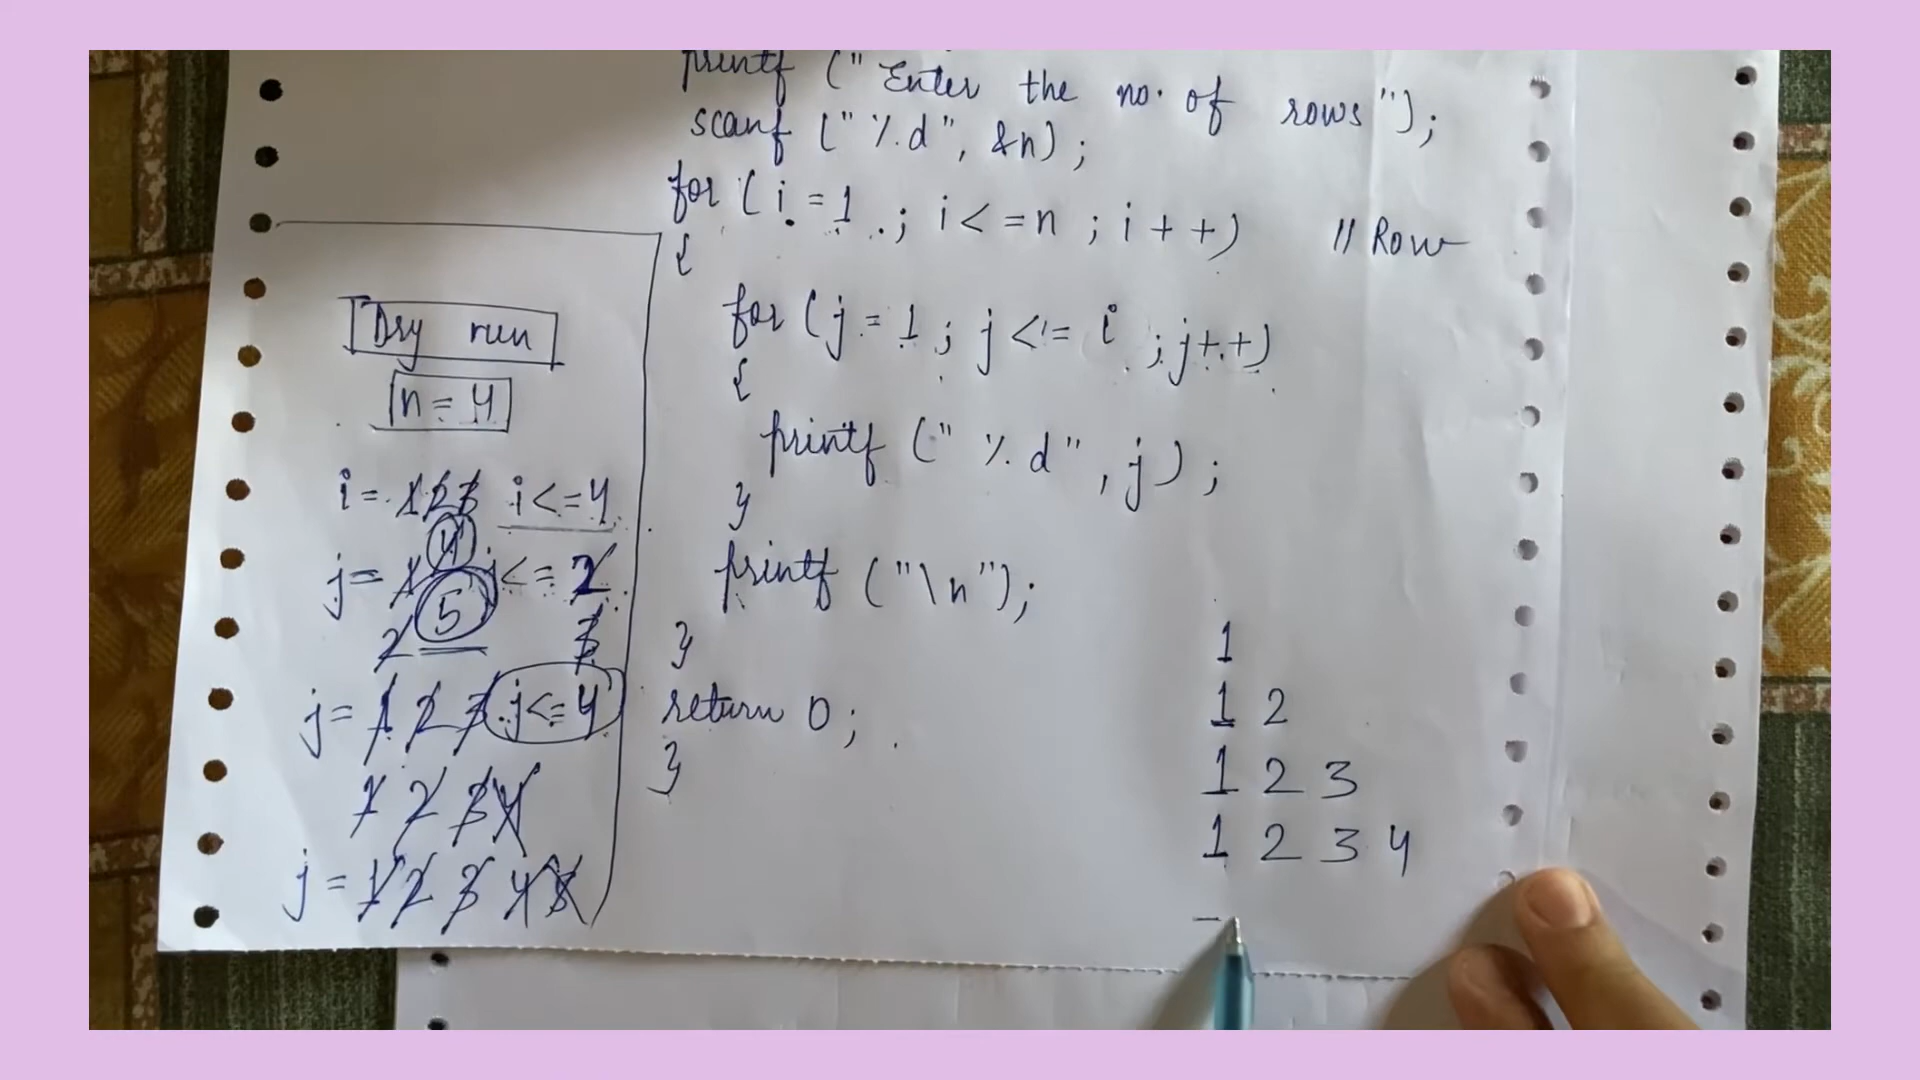 printf ("Enter the no. of rows");
scanf ("%d", &n);
for (i = 1 ; i <= n ; i++) // Row
{
for (j = 1 ; j <= i ; j++)
{
printf (" %d", j);
}
printf ("\n");
}
return 0;
}
Dry run
n = 4
i = 1 2 3 i <= 4
4
j = 1 j <= 2
5
2 3
j = 1 2 3 j <= 4
1 2 3 4
j = 1 2 3 4 5
1
1 2
1 2 3
1 2 3 4